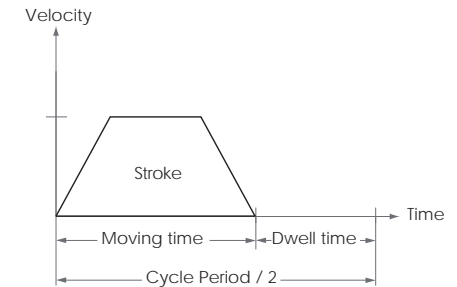 Velocity
Stroke
Time
Moving time
Dwell time
Cycle Period / 2